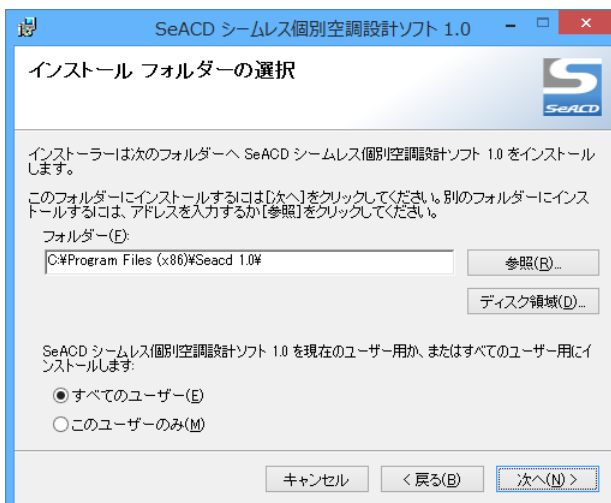 SeACD シームレス個別空調設計ソフト 1.0
インストール フォルダーの選択
SeACD
インストーラーは次のフォルダーへ SeACD シームレス個別空調設計ソフト 1.0 をインストール
します。
このフォルダーにインストールするには[次へ]をクリックしてください。別のフォルダーにインス
トールするには、アドレスを入力するか[参照]をクリックしてください。
フォルダー(F):
C:¥Program Files (x86)¥Seacd 1.0¥
参照(R)...
ディスク領域(D)...
SeACD シームレス個別空調設計ソフト 1.0 を現在のユーザー用か、またはすべてのユーザー用にイ
ンストールします:
すべてのユーザー(E)
このユーザーのみ(M)
キャンセル
< 戻る(B)
次へ(N) >